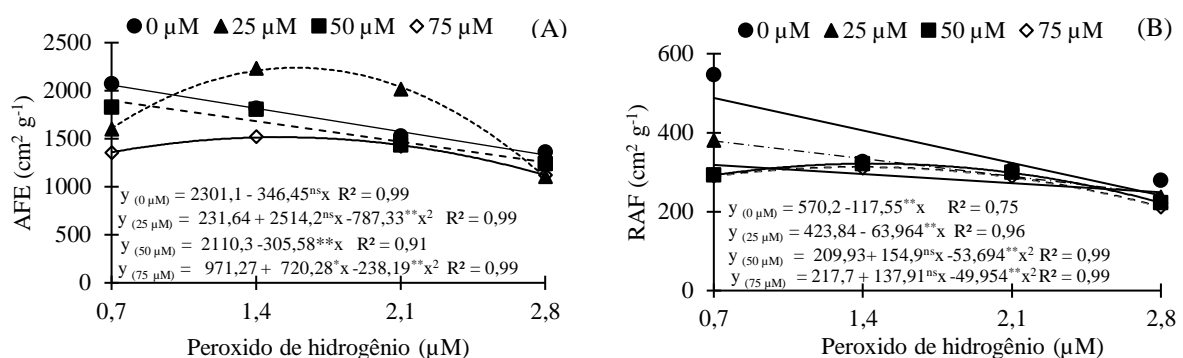 ● 0 µM ▲ 25 µM ■ 50 µM ◇ 75 µM (A)
AFE (cm² g⁻¹)
2500
2000
1500
1000
500
0
y (0 µM) = 2301,1 - 346,45ⁿˢx R² = 0,99
y (25 µM) = 231,64 + 2514,2ⁿˢx -787,33**x² R² = 0,99
y (50 µM) = 2110,3 -305,58**x R² = 0,91
y (75 µM) = 971,27 + 720,28*x -238,19**x² R² = 0,99
0,7 1,4 2,1 2,8
Peroxido de hidrogênio (µM)
● 0 µM ▲ 25 µM ■ 50 µM ◇ 75 µM (B)
RAF (cm² g⁻¹)
600
400
200
0
y (0 µM) = 570,2 -117,55**x R² = 0,75
y (25 µM) = 423,84 - 63,964**x R² = 0,96
y (50 µM) = 209,93+ 154,9ⁿˢx -53,694**x² R² = 0,99
y (75 µM) = 217,7 + 137,91ⁿˢx -49,954**x² R² = 0,99
0,7 1,4 2,1 2,8
Peroxido de hidrogênio (µM)